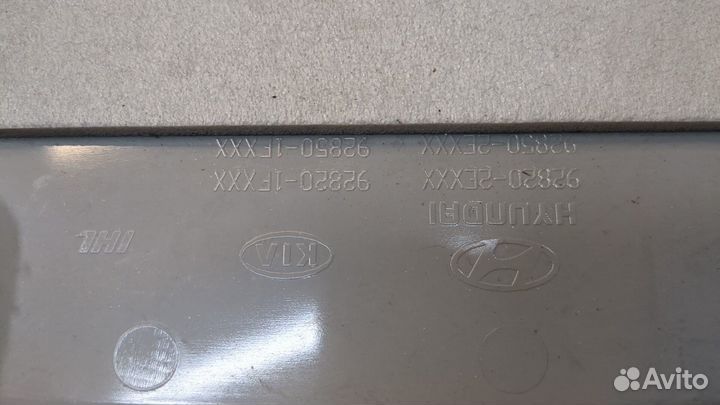 KIA
IHL
HYUNDAI
92820-2EXXX
92850-2EXXX
92820-1FXXX
92850-1FXXX
Avito